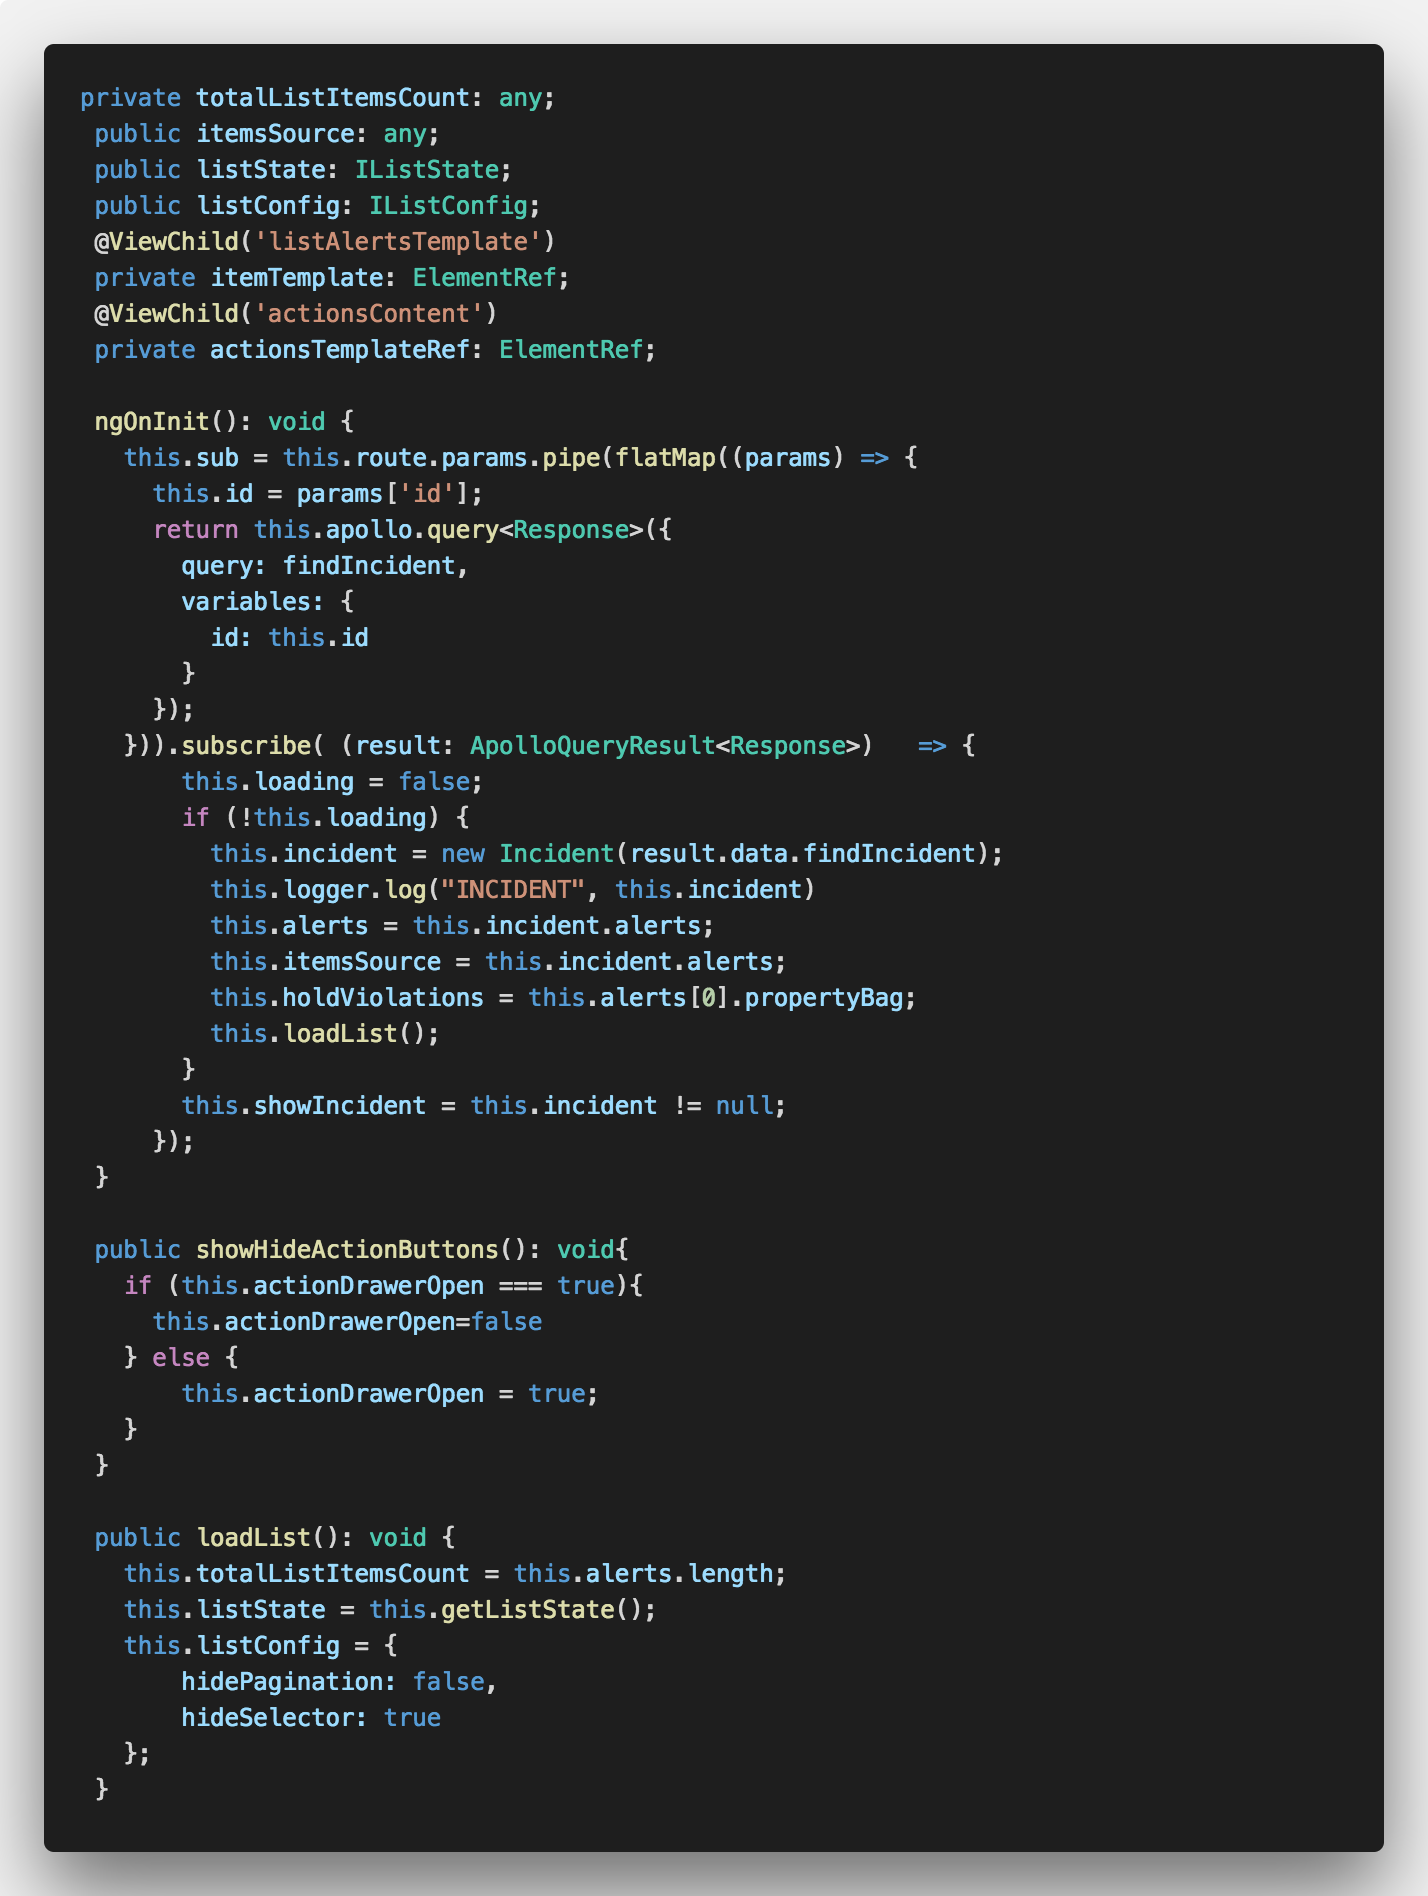 private totalListItemsCount: any;
 public itemsSource: any;
 public listState: IListState;
 public listConfig: IListConfig;
 @ViewChild('listAlertsTemplate')
 private itemTemplate: ElementRef;
 @ViewChild('actionsContent')
 private actionsTemplateRef: ElementRef;

 ngOnInit(): void {
   this.sub = this.route.params.pipe(flatMap((params) => {
     this.id = params['id'];
     return this.apollo.query<Response>({
       query: findIncident,
       variables: {
         id: this.id
       }
     });
   })).subscribe( (result: ApolloQueryResult<Response>)   => {
       this.loading = false;
       if (!this.loading) {
         this.incident = new Incident(result.data.findIncident);
         this.logger.log("INCIDENT", this.incident)
         this.alerts = this.incident.alerts;
         this.itemsSource = this.incident.alerts;
         this.holdViolations = this.alerts[0].propertyBag;
         this.loadList();
       }
       this.showIncident = this.incident != null;
     });
 }

 public showHideActionButtons(): void{
   if (this.actionDrawerOpen === true){
     this.actionDrawerOpen=false
   } else {
       this.actionDrawerOpen = true;
   }
 }

 public loadList(): void {
   this.totalListItemsCount = this.alerts.length;
   this.listState = this.getListState();
   this.listConfig = {
       hidePagination: false,
       hideSelector: true
   };
 }